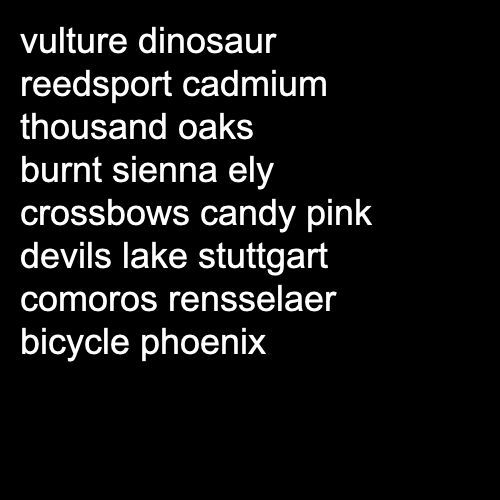 vulture dinosaur
reedsport cadmium
thousand oaks
burnt sienna ely
crossbows candy pink
devils lake stuttgart
comoros rensselaer
bicycle phoenix